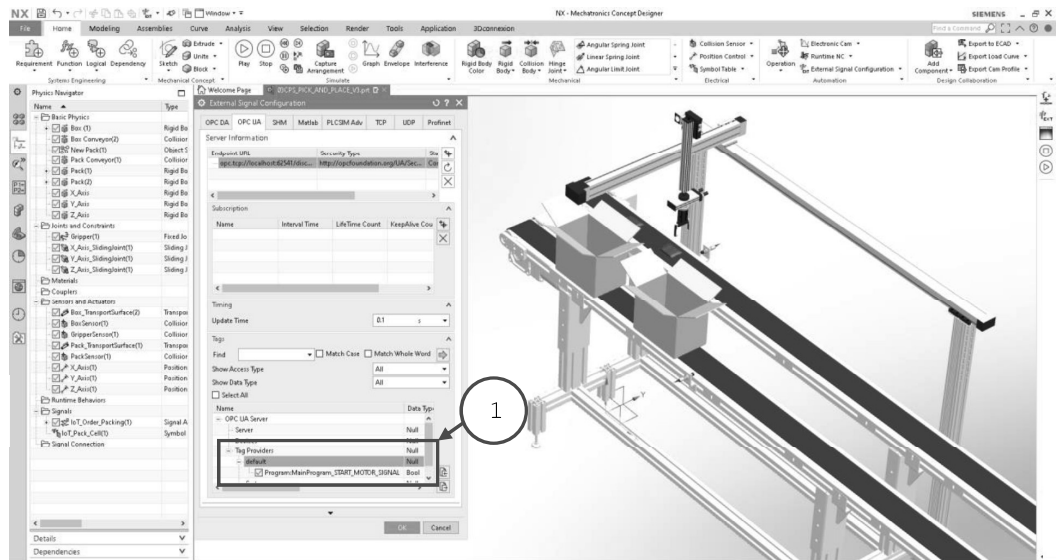 NX
Window
NX - Mechatronics Concept Designer
SIEMENS
File Home Modeling Assemblies Curve Analysis View Selection Render Tools Application 3Dconnexion
Find a Command
Requirement Function Logical Dependency
Systems Engineering
Sketch
Extrude
Unite
Block
Mechanical Concept
Play Stop
Capture Arrangement
Graph Envelope Interference
Simulate
Rigid Body Color
Rigid Body
Collision Body
Hinge Joint
Angular Spring Joint
Linear Spring Joint
Angular Limit Joint
Mechanical
Collision Sensor
Position Control
Symbol Table
Electrical
Operation
Electronic Cam
Runtime NC
External Signal Configuration
Automation
Add Component
Export to ECAD
Export Load Curve
Export Cam Profile
Design Collaboration
Physics Navigator
Name Type
Basic Physics
Box (1) Rigid Bo
Box Conveyor(2) Collisior
New Pack(1) Object S
Pack Conveyor(1) Collisior
Pack(1) Rigid Bo
Pack(2) Rigid Bo
X_Axis Rigid Bo
Y_Axis Rigid Bo
Z_Axis Rigid Bo
Joints and Constraints
Gripper(1) Fixed Jo
X_Axis_SlidingJoint(1) Sliding J
Y_Axis_SlidingJoint(1) Sliding J
Z_Axis_SlidingJoint(1) Sliding J
Materials
Couplers
Sensors and Actuators
Box_TransportSurface(2) Transpor
BoxSensor(1) Collisior
GripperSensor(1) Collisior
Pack_TransportSurface(1) Transpor
PackSensor(1) Collisior
X_Axis(1) Position
Y_Axis(1) Position
Z_Axis(1) Position
Runtime Behaviors
Signals
IoT_Order_Packing(1) Signal A
IoT_Pack_Cell(1) Symbol
Signal Connection
Details
Dependencies
Welcome Page
External Signal Configuration
OPC DA OPC UA SHM Matlab PLCSIM Adv TCP UDP Profinet
Server Information
Endpoint URL Security Type Sta
opc.tcp://localhost:62541/disc... http://opcfoundation.org/UA/Sec... Co
Subscription
Name Interval Time LifeTime Count KeepAlive Cou
Timing
Update Time 0.1 s
Tags
Find Match Case Match Whole Word
Show Access Type All
Show Data Type All
Select All
Name Data Type
OPC UA Server
Server Null
Tag Providers Null
default Null
Program:MainProgram_START_MOTOR_SIGNAL Bool
OK Cancel
1
Y